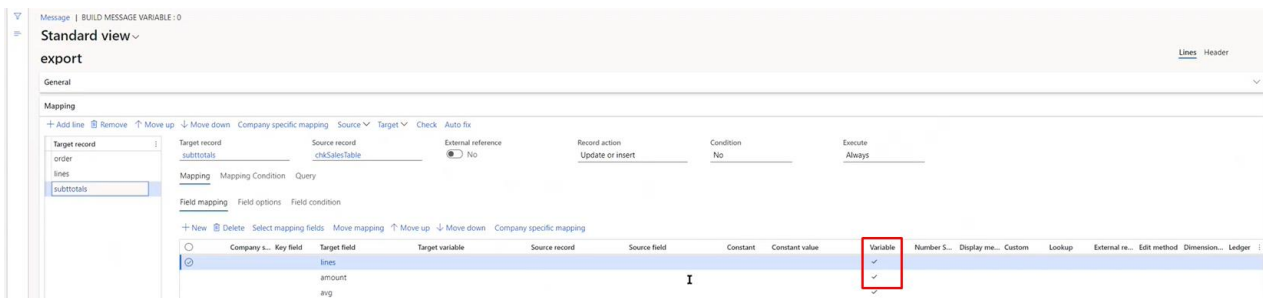 Message | BUILD MESSAGE VARIABLE : 0
Standard view
export
Lines Header
General
Mapping
+ Add line Remove ↑ Move up ↓ Move down Company specific mapping Source Target Check Auto fix
Target record
order
lines
subttotals
Target record Source record External reference Record action Condition Execute
subttotals chkSalesTable No Update or insert No Always
Mapping Mapping Condition Query
Field mapping Field options Field condition
+ New Delete Select mapping fields Move mapping ↑ Move up ↓ Move down Company specific mapping
Company s... Key field Target field Target variable Source record Source field Constant Constant value Variable Number S... Display me... Custom Lookup External re... Edit method Dimension... Ledger
lines
amount
avg